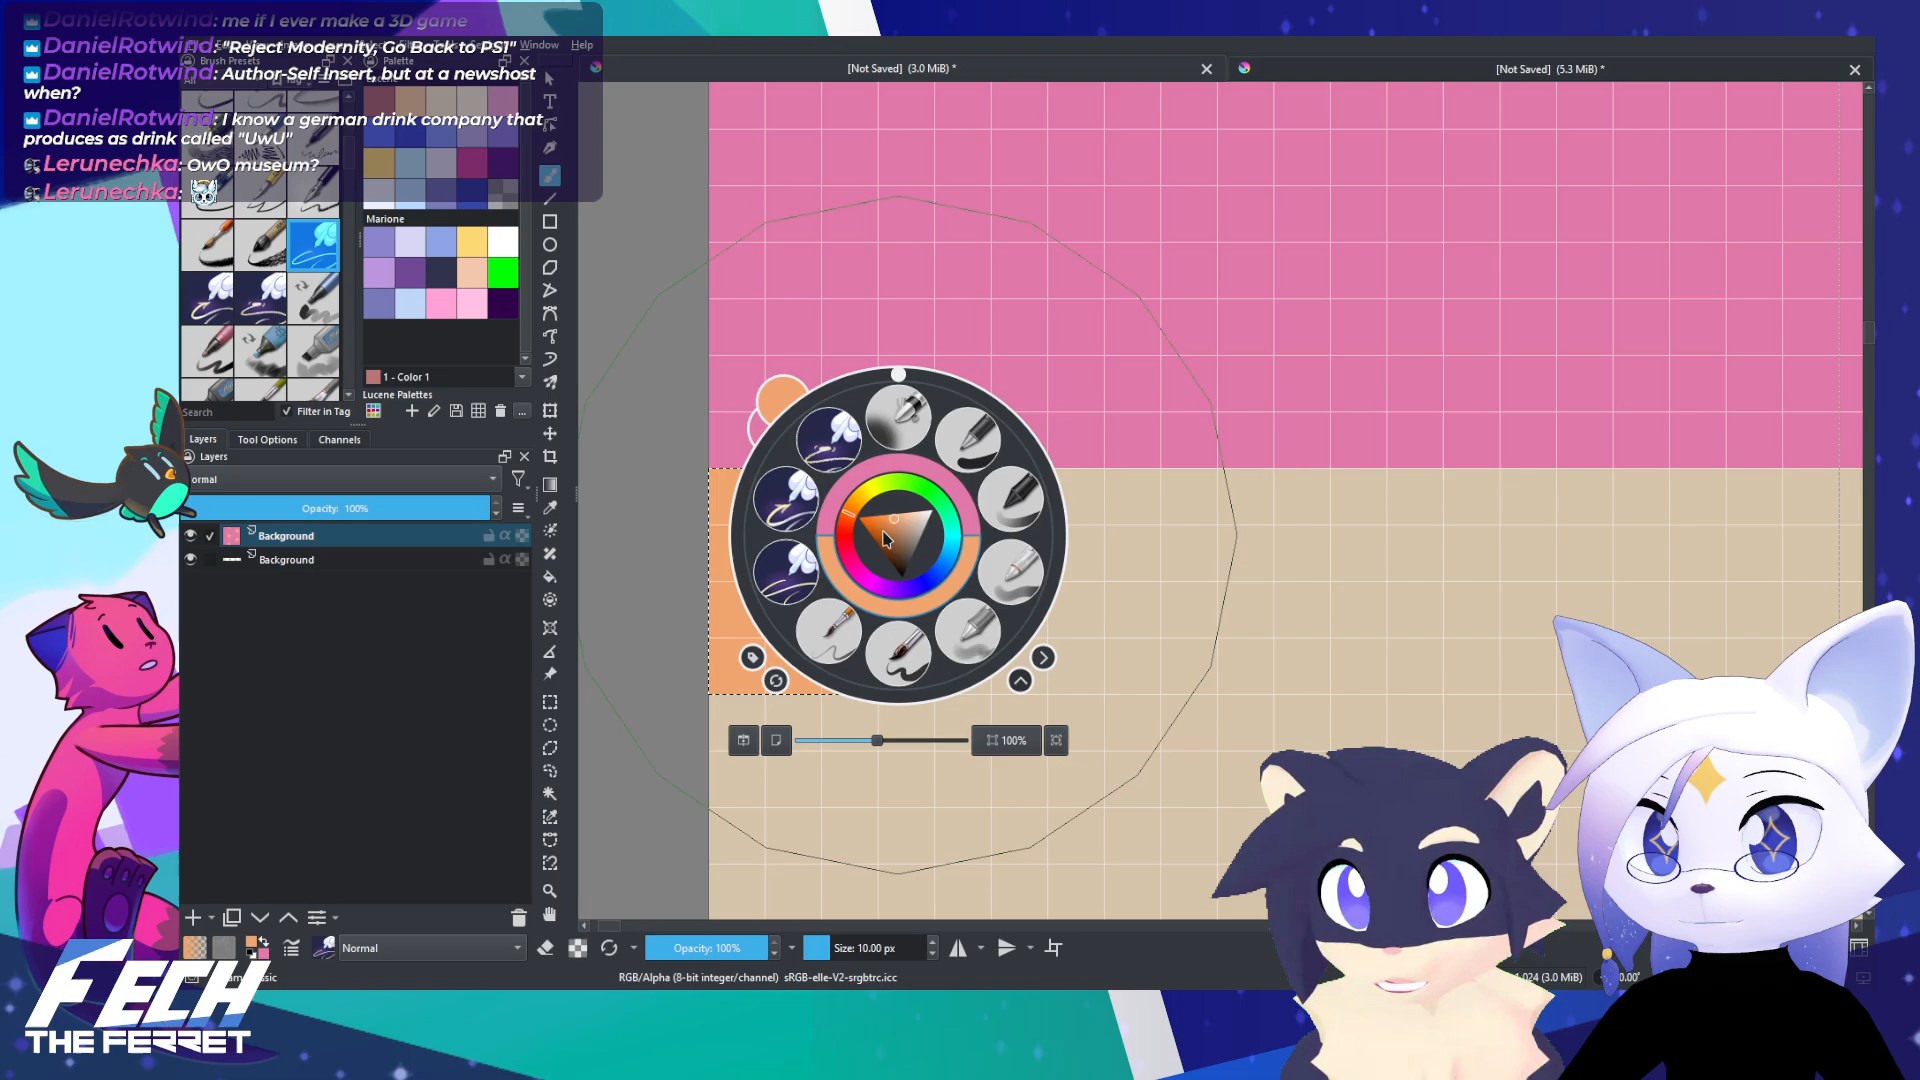 DanielRotwind: me if I ever make a 3D game
DanielRotwind: "Reject Modernity, Go Back to PS1"
DanielRotwind: Author-Self Insert, but at a newshost
when?
DanielRotwind: I know a german drink company that
produces as drink called "UwU"
Lerunechka: OwO museum?
Lerunechka:
Window Help
Brush Presets
Palette
[Not Saved] (3.0 MiB) *
[Not Saved] (5.3 MiB) *
Marione
1 - Color 1
Lucene Palettes
Search
Filter in Tag
...
Layers
Tool Options
Channels
Layers
ormal
Opacity: 100%
Background
Background
100%
Normal
Opacity: 100%
Size: 10.00 px
RGB/Alpha (8-bit integer/channel) sRGB-elle-V2-srgbtrc.icc
(3.0 MiB)
FECH
THE FERRET